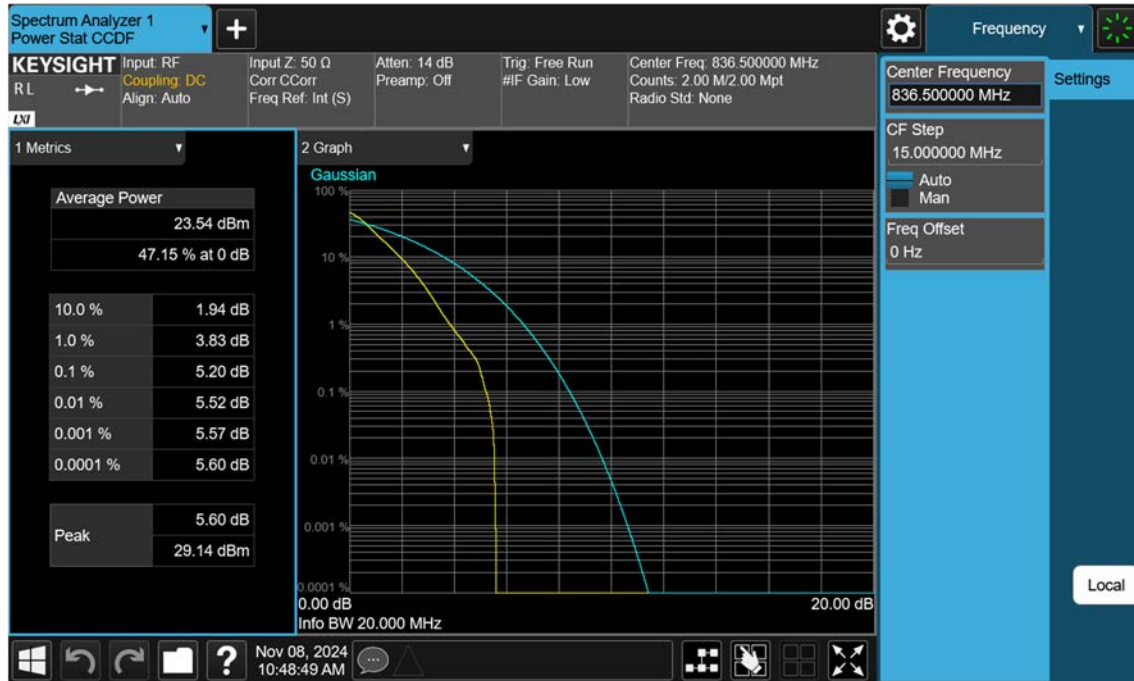 Spectrum Analyzer 1
Power Stat CCDF
Frequency
KEYSIGHT
RL
LXI
Input: RF
Coupling: DC
Align: Auto
Input Z: 50 Ω
Corr CCorr
Freq Ref: Int (S)
Atten: 14 dB
Preamp: Off
Trig: Free Run
#IF Gain: Low
Center Freq: 836.500000 MHz
Counts: 2.00 M/2.00 Mpt
Radio Std: None
Center Frequency
836.500000 MHz
Settings
CF Step
15.000000 MHz
Auto
Man
Freq Offset
0 Hz
Local
1 Metrics
Average Power
23.54 dBm
47.15 % at 0 dB
10.0 % 1.94 dB
1.0 % 3.83 dB
0.1 % 5.20 dB
0.01 % 5.52 dB
0.001 % 5.57 dB
0.0001 % 5.60 dB
Peak
5.60 dB
29.14 dBm
2 Graph
Gaussian
100 %
10 %
1 %
0.1 %
0.01 %
0.001 %
0.0001 %
0.00 dB 20.00 dB
Info BW 20.000 MHz
Nov 08, 2024
10:48:49 AM